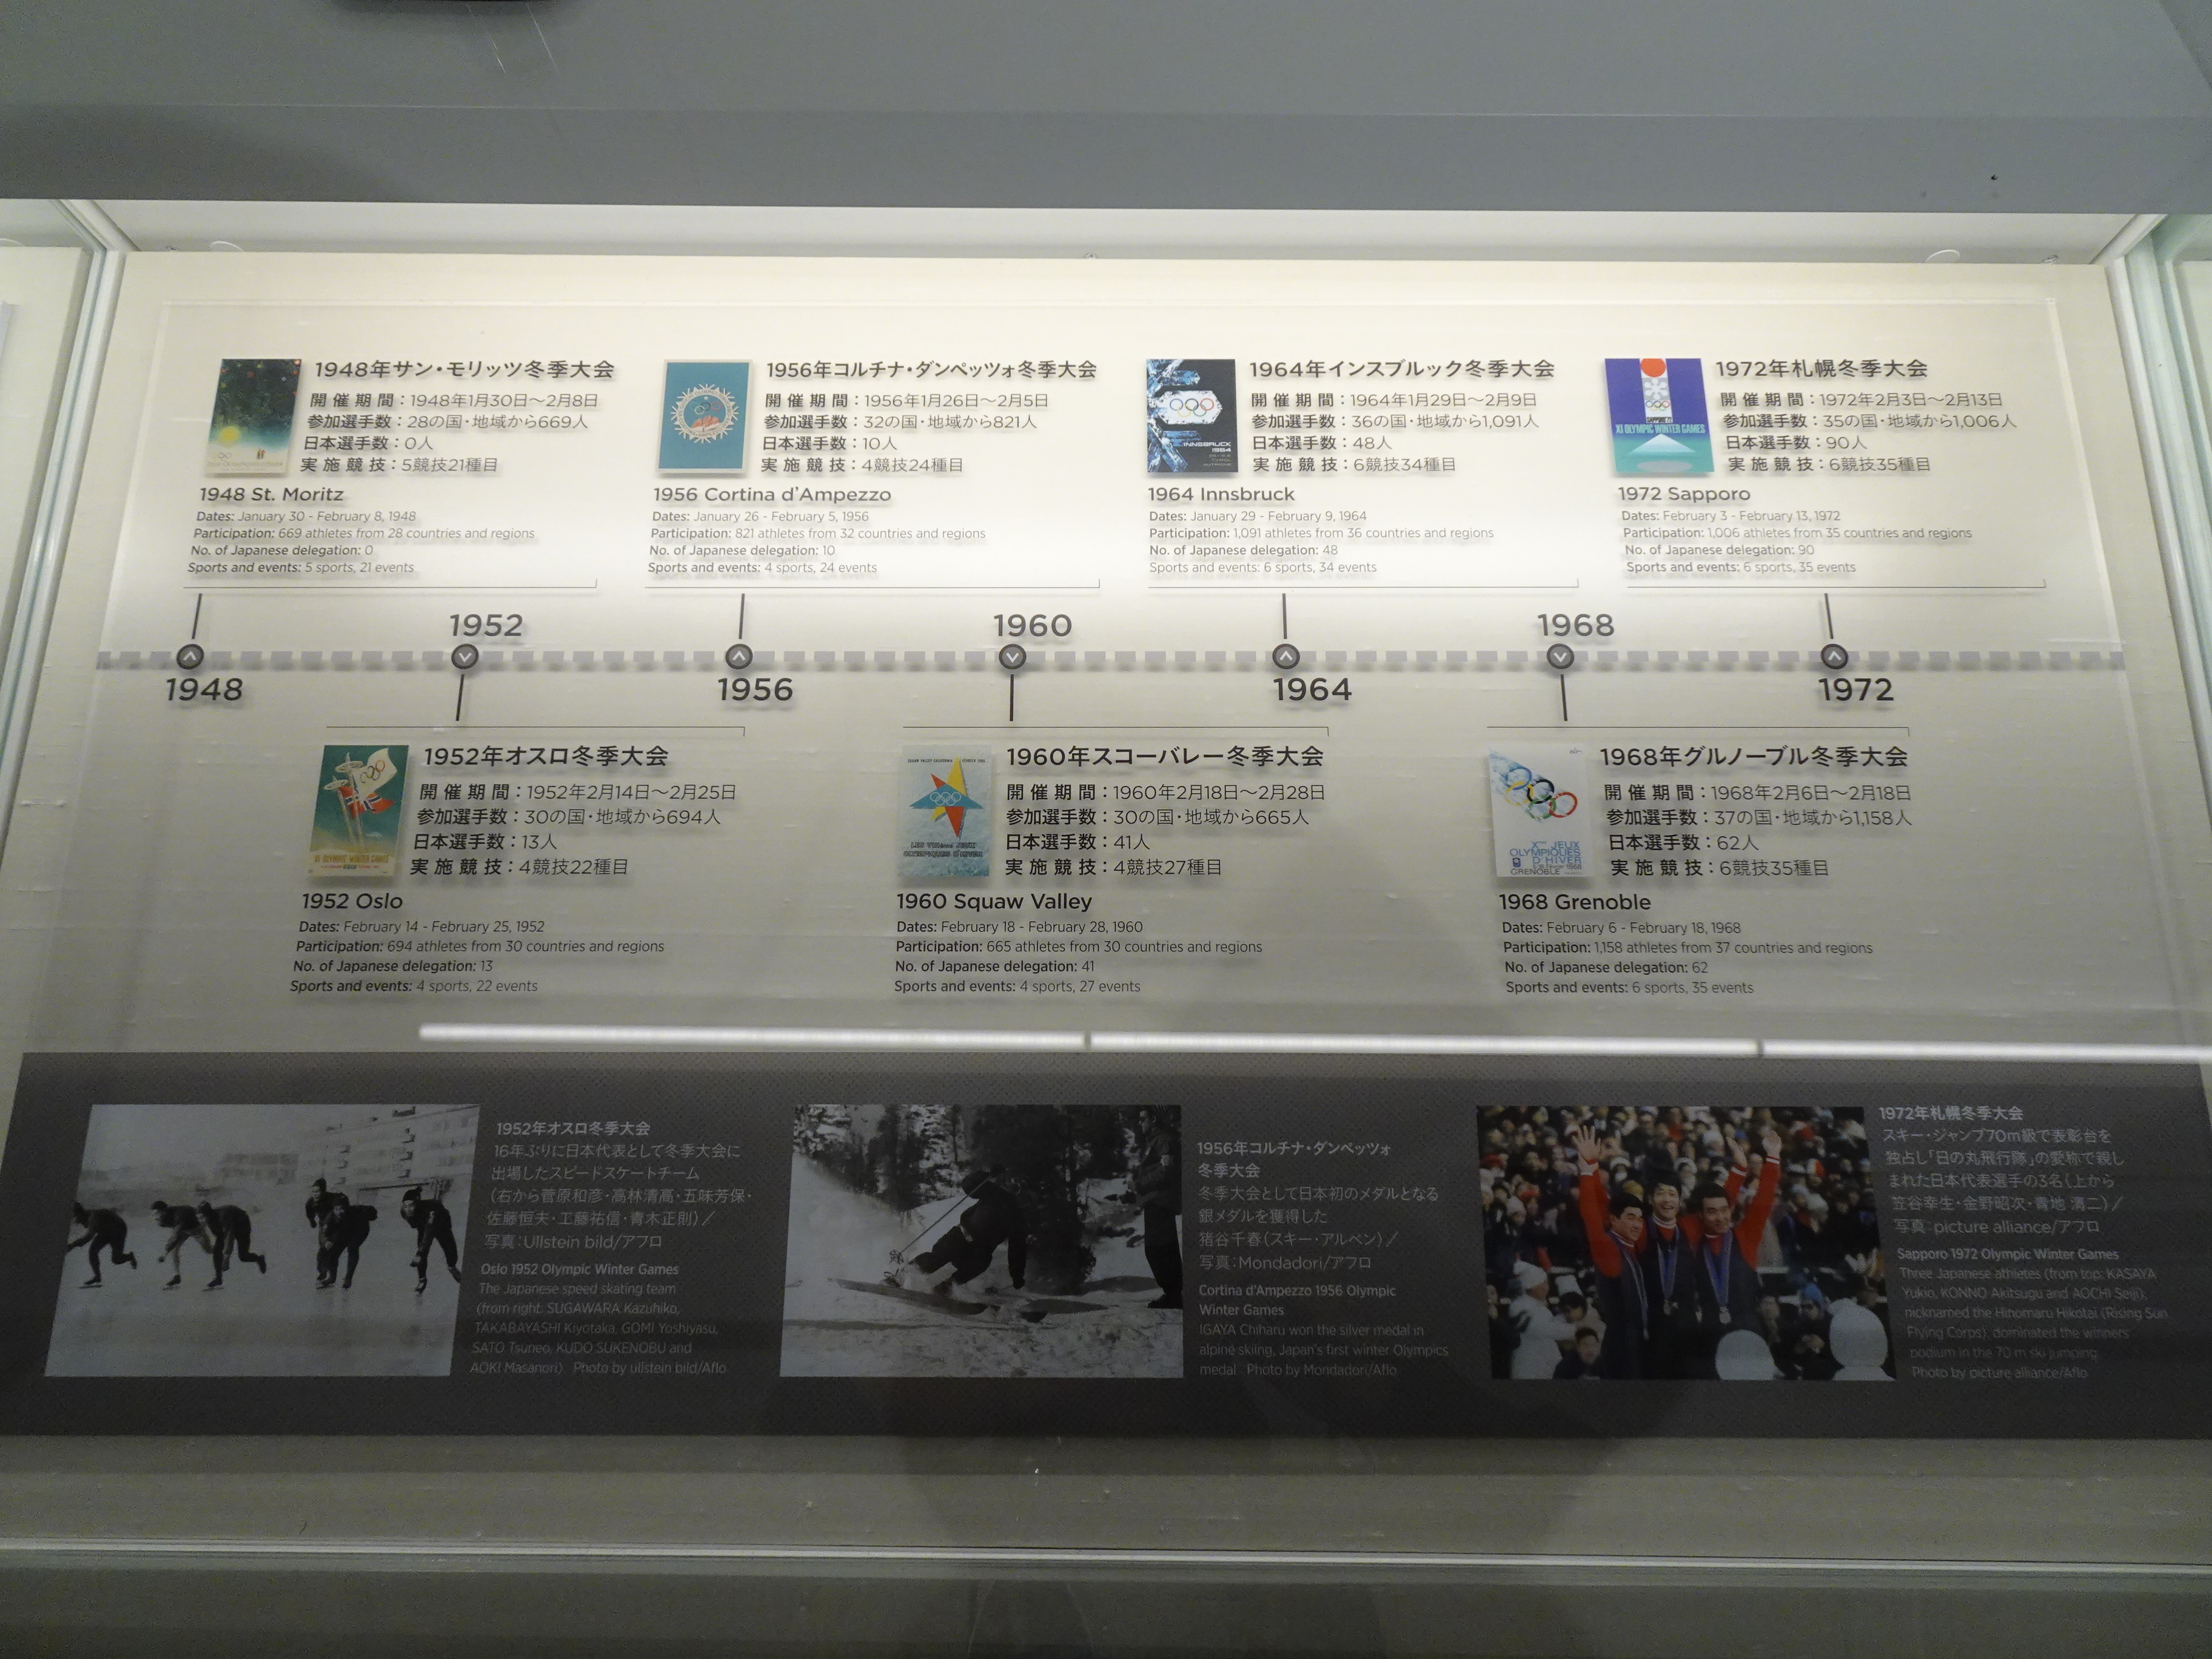 1948年サン・モリッツ冬季大会
開催期間：1948年1月30日〜2月8日
参加選手数：28の国・地域から669人
日本選手数：0人
実施競技：5競技21種目
1948 St. Moritz
Dates: January 30 - February 8, 1948
Participation: 669 athletes from 28 countries and regions
No. of Japanese delegation: 0
Sports and events: 5 sports, 21 events
1956年コルチナ・ダンペッツォ冬季大会
開催期間：1956年1月26日〜2月5日
参加選手数：32の国・地域から821人
日本選手数：10人
実施競技：4競技24種目
1956 Cortina d'Ampezzo
Dates: January 26 - February 5, 1956
Participation: 821 athletes from 32 countries and regions
No. of Japanese delegation: 10
Sports and events: 4 sports, 24 events
INNSBRUCK
1964
1964年インスブルック冬季大会
開催期間：1964年1月29日〜2月9日
参加選手数：36の国・地域から1,091人
日本選手数：48人
実施競技：6競技34種目
1964 Innsbruck
Dates: January 29 - February 9, 1964
Participation: 1,091 athletes from 36 countries and regions
No. of Japanese delegation: 48
Sports and events: 6 sports, 34 events
XI OLYMPIC WINTER GAMES
1972年札幌冬季大会
開催期間：1972年2月3日〜2月13日
参加選手数：35の国・地域から1,006人
日本選手数：90人
実施競技：6競技35種目
1972 Sapporo
Dates: February 3 - February 13, 1972
Participation: 1,006 athletes from 35 countries and regions
No. of Japanese delegation: 90
Sports and events: 6 sports, 35 events
1952
1960
1968
1948
1956
1964
1972
1952年オスロ冬季大会
開催期間：1952年2月14日〜2月25日
参加選手数：30の国・地域から694人
日本選手数：13人
実施競技：4競技22種目
1952 Oslo
Dates: February 14 - February 25, 1952
Participation: 694 athletes from 30 countries and regions
No. of Japanese delegation: 13
Sports and events: 4 sports, 22 events
1960年スコーバレー冬季大会
開催期間：1960年2月18日〜2月28日
参加選手数：30の国・地域から665人
日本選手数：41人
実施競技：4競技27種目
1960 Squaw Valley
Dates: February 18 - February 28, 1960
Participation: 665 athletes from 30 countries and regions
No. of Japanese delegation: 41
Sports and events: 4 sports, 27 events
JEUX
OLYMPIQUES
D'HIVER
GRENOBLE
1968年グルノーブル冬季大会
開催期間：1968年2月6日〜2月18日
参加選手数：37の国・地域から1,158人
日本選手数：62人
実施競技：6競技35種目
1968 Grenoble
Dates: February 6 - February 18, 1968
Participation: 1,158 athletes from 37 countries and regions
No. of Japanese delegation: 62
Sports and events: 6 sports, 35 events
1952年オスロ冬季大会
16年ぶりに日本代表として冬季大会に
出場したスピードスケートチーム
（右から菅原和彦・高林清高・五味芳保・
佐藤恒夫・工藤祐信・青木正則）／
写真：Ullstein bild/アフロ
Oslo 1952 Olympic Winter Games
The Japanese speed skating team
(from right: SUGAWARA Kazuhiko,
TAKABAYASHI Kiyotaka, GOMI Yoshiyasu,
SATO Tsuneo, KUDO SUKENOBU and
AOKI Masanori) Photo by ullstein bild/Aflo
1956年コルチナ・ダンペッツォ
冬季大会
冬季大会として日本初のメダルとなる
銀メダルを獲得した
猪谷千春（スキー・アルペン）／
写真：Mondadori/アフロ
Cortina d'Ampezzo 1956 Olympic
Winter Games
IGAYA Chiharu won the silver medal in
alpine skiing, Japan's first winter Olympics
medal Photo by Mondadori/Aflo
1972年札幌冬季大会
スキー・ジャンプ70m級で表彰台を
独占し「日の丸飛行隊」の愛称で親し
まれた日本代表選手の3名（上から
笠谷幸生・金野昭次・青地 清二）／
写真：picture alliance/アフロ
Sapporo 1972 Olympic Winter Games
Three Japanese athletes (from top: KASAYA
Yukio, KONNO Akitsugu and AOCHI Seiji),
nicknamed the Hinomaru Hikotai (Rising Sun
Flying Corps), dominated the winners
podium in the 70 m ski jumping
Photo by picture alliance/Aflo